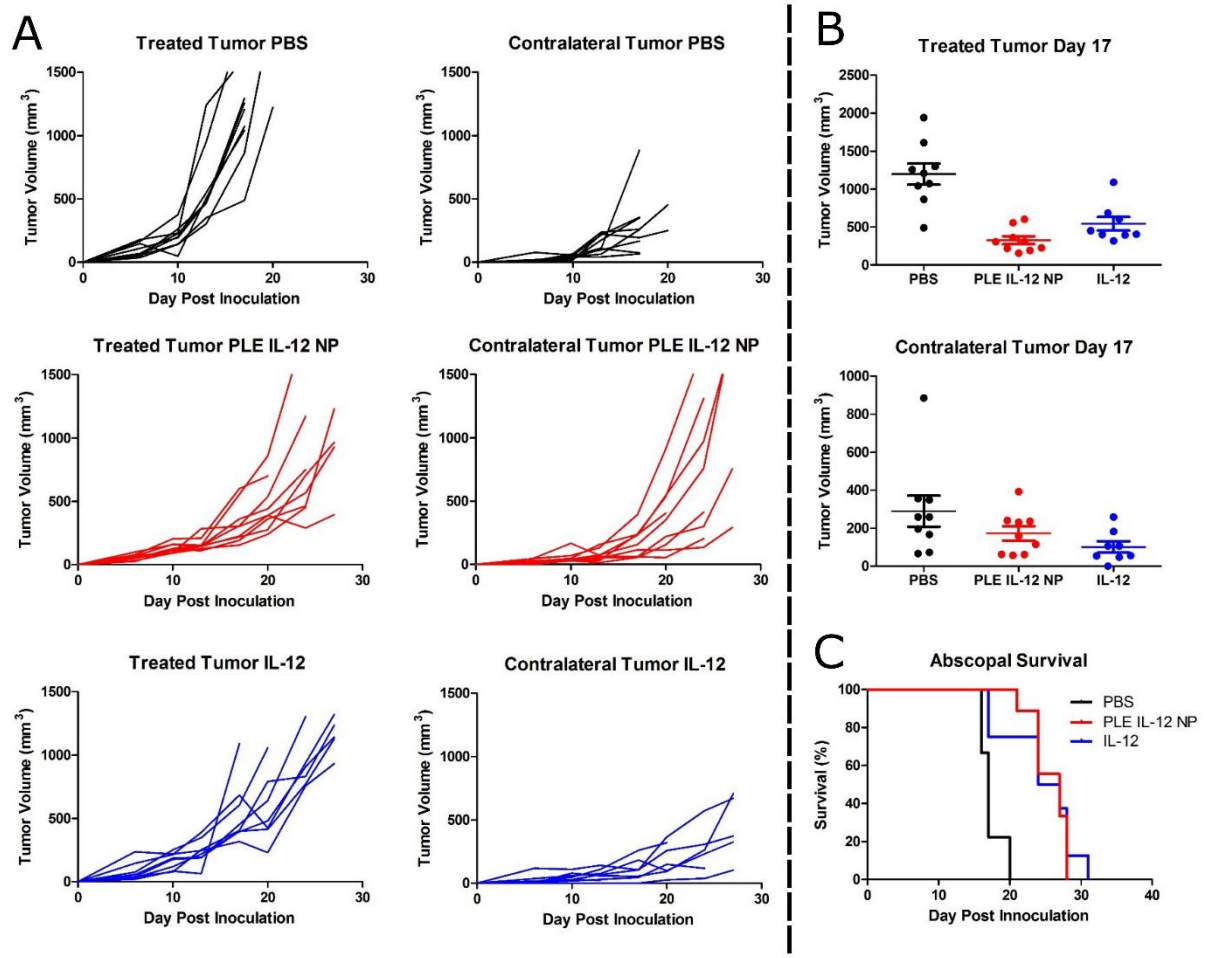 A
Treated Tumor PBS
Tumor Volume (mm3)
1500
1000
500
0
0 10 20 30
Day Post Inoculation
Contralateral Tumor PBS
Tumor Volume (mm3)
1500
1000
500
0
0 10 20 30
Day Post Inoculation
Treated Tumor PLE IL-12 NP
Tumor Volume (mm3)
1500
1000
500
0
0 10 20 30
Day Post Inoculation
Contralateral Tumor PLE IL-12 NP
Tumor Volume (mm3)
1500
1000
500
0
0 10 20 30
Day Post Inoculation
Treated Tumor IL-12
Tumor Volume (mm3)
1500
1000
500
0
0 10 20 30
Day Post Inoculation
Contralateral Tumor IL-12
Tumor Volume (mm3)
1500
1000
500
0
0 10 20 30
Day Post Inoculation
B
Treated Tumor Day 17
Tumor Volume (mm3)
2500
2000
1500
1000
500
0
PBS PLE IL-12 NP IL-12
Contralateral Tumor Day 17
Tumor Volume (mm3)
1000
800
600
400
200
0
PBS PLE IL-12 NP IL-12
C
Abscopal Survival
Survival (%)
100
80
60
40
20
0
0 10 20 30 40
Day Post Innoculation
PBS
PLE IL-12 NP
IL-12